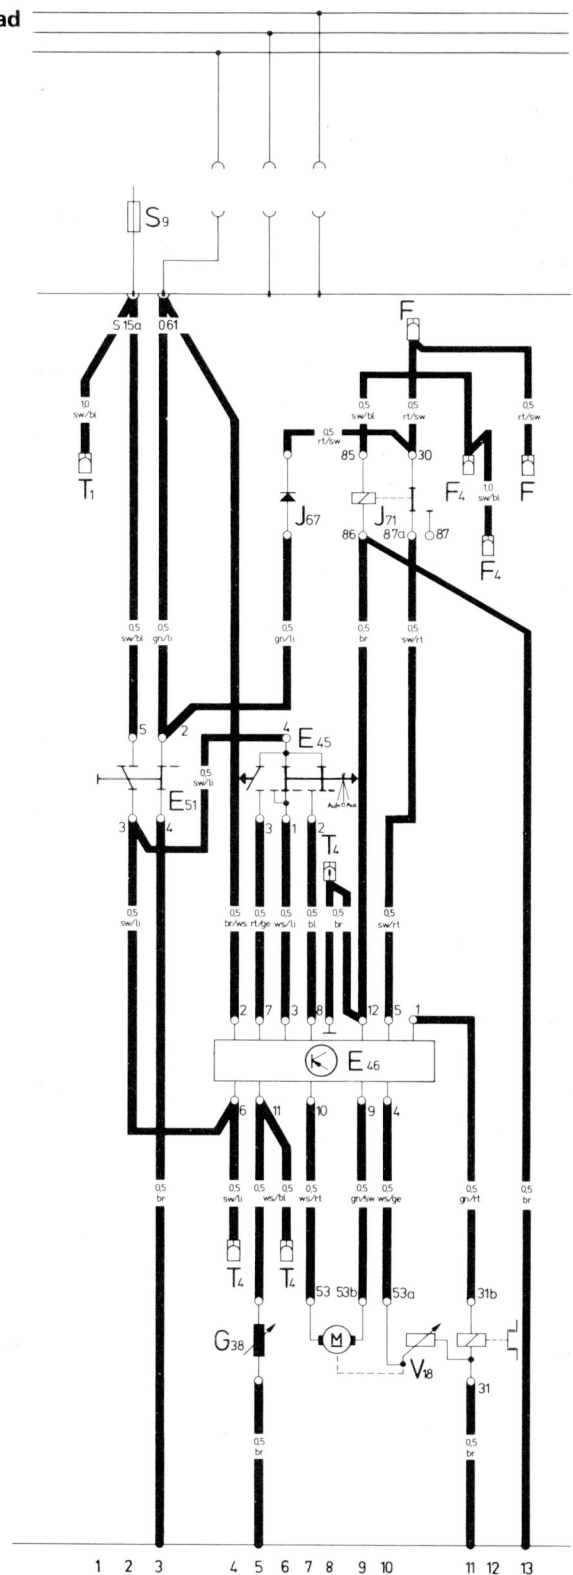 ad
S9
S 15a 061
F
1,0
sw/bl
0,5
sw/bl
0,5
rt/sw
0,5
rt/sw
0,5
rt/sw
85 30
T1
F4
1,0
sw/bl
F
J67
J71
86 87a 87
F4
0,5
sw/bl
0,5
gn/li
0,5
gn/li
0,5
br
0,5
sw/rt
5 2 4 E45
0,5
sw/li
Auto 0 Aus
E51
3 4 3 1 2
T4
0,5
sw/li
0,5
br/ws
0,5
rt/ge
0,5
ws/li
0,5
bl
0,5
br
0,5
sw/rt
2 7 3 8 12 5 1
E46
6 11 10 9 4
0,5
br
0,5
sw/li
0,5 0,5
ws/bl
0,5
ws/rt
0,5
gn/sw
0,5
ws/ge
0,5
gn/rt
0,5
br
T4 T4
53 53b 53a 31b
G38
M
V18
31
0,5
br
0,5
br
1 2 3 4 5 6 7 8 9 10 11 12 13